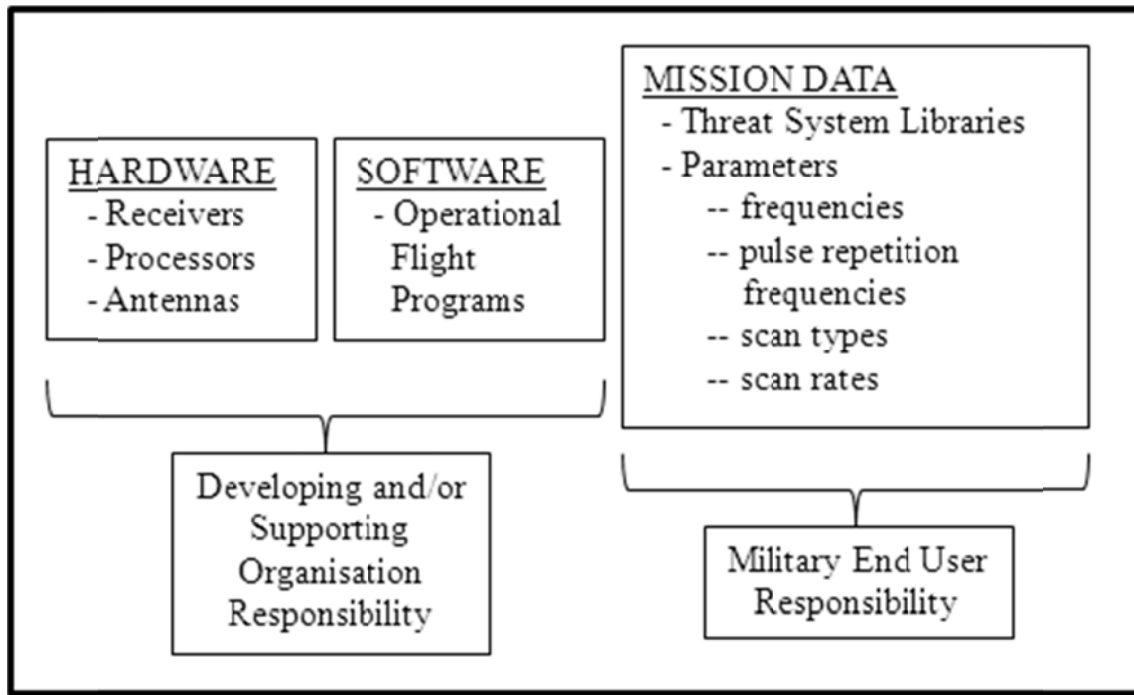 HARDWARE
- Receivers
- Processors
- Antennas
SOFTWARE
- Operational
Flight
Programs
MISSION DATA
- Threat System Libraries
- Parameters
-- frequencies
-- pulse repetition
frequencies
-- scan types
-- scan rates
Developing and/or
Supporting
Organisation
Responsibility
Military End User
Responsibility